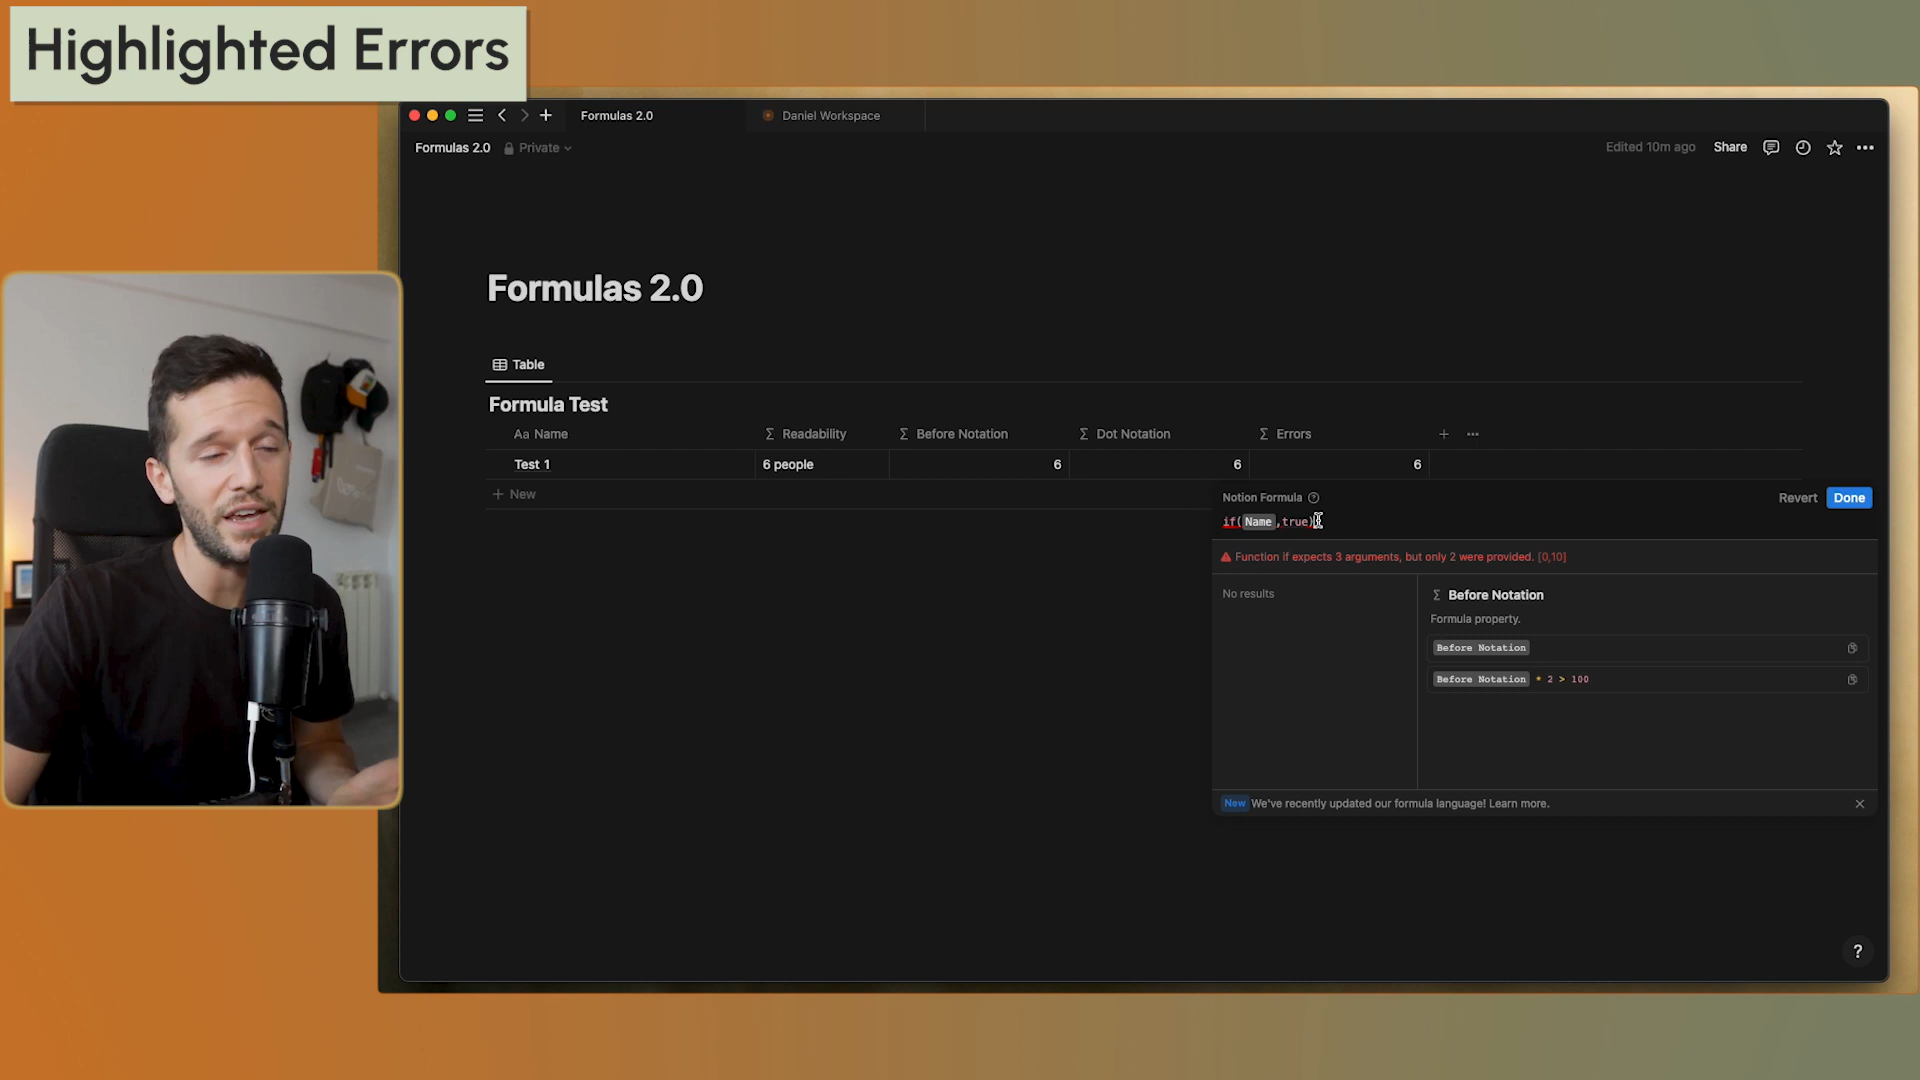 Highlighted Errors
Formulas 2.0
Daniel Workspace
Formulas 2.0 Private
Edited 10m ago Share
Formulas 2.0
Table
Formula Test
Aa Name Σ Readability Σ Before Notation Σ Dot Notation Σ Errors + ...
Test 1 6 people 6 6 6
+ New
Notion Formula ? Revert Done
if(Name,true)
Function if expects 3 arguments, but only 2 were provided. [0,10]
No results
Σ Before Notation
Formula property.
Before Notation
Before Notation * 2 > 100
New We've recently updated our formula language! Learn more.
?